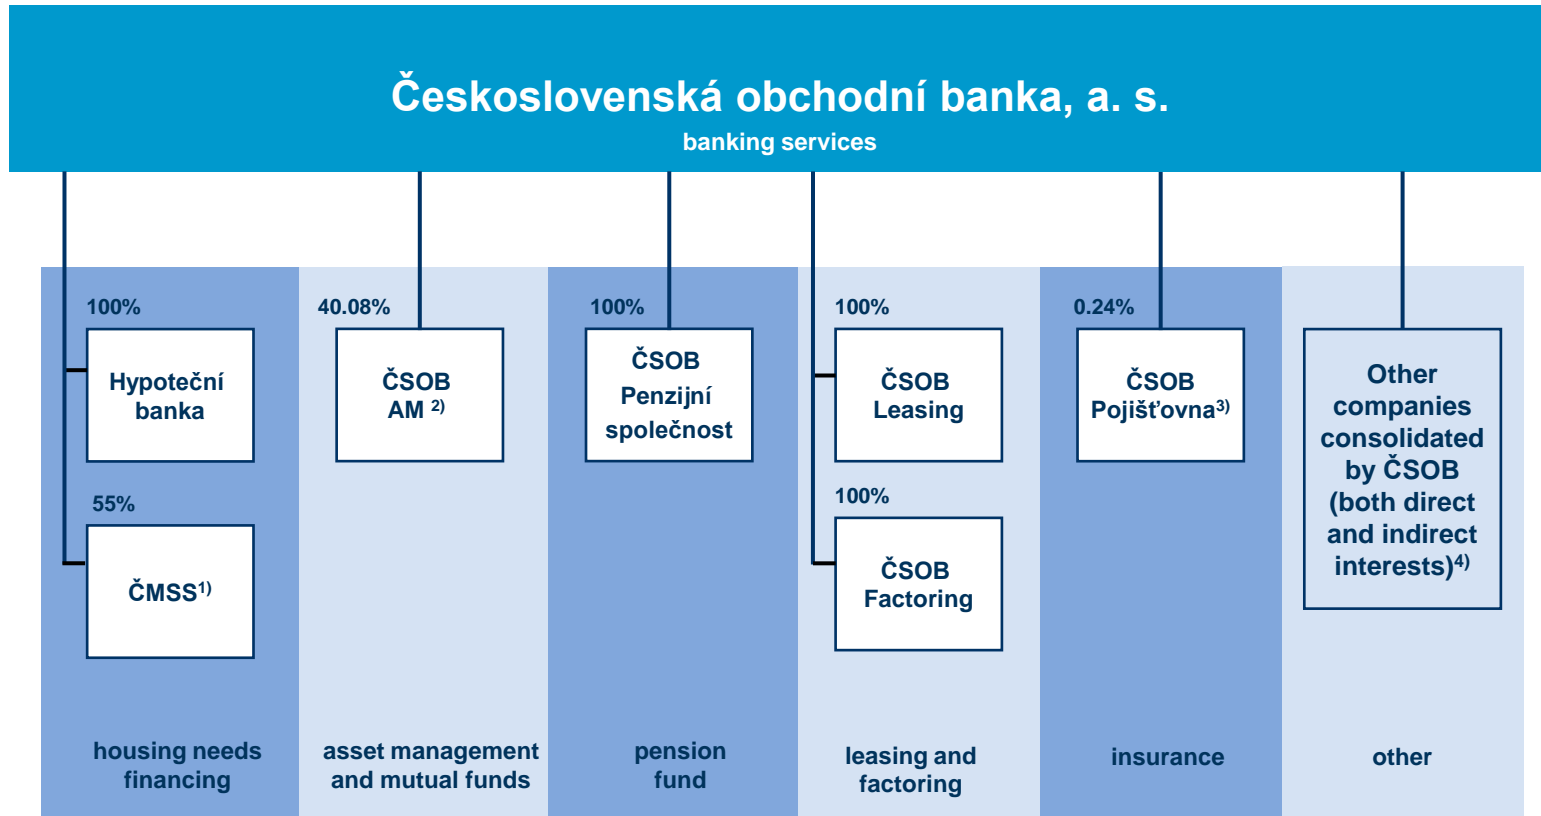 Československá obchodní banka, a. s.
banking services
100%
Hypoteční
banka
55%
ČMSS1)
housing needs
financing
40.08%
ČSOB
AM 2)
asset management
and mutual funds
100%
ČSOB
Penzijní
společnost
pension
fund
100%
ČSOB
Leasing
100%
ČSOB
Factoring
leasing and
factoring
0.24%
ČSOB
Pojišťovna3)
insurance
Other
companies
consolidated
by ČSOB
(both direct
and indirect
interests)4)
other